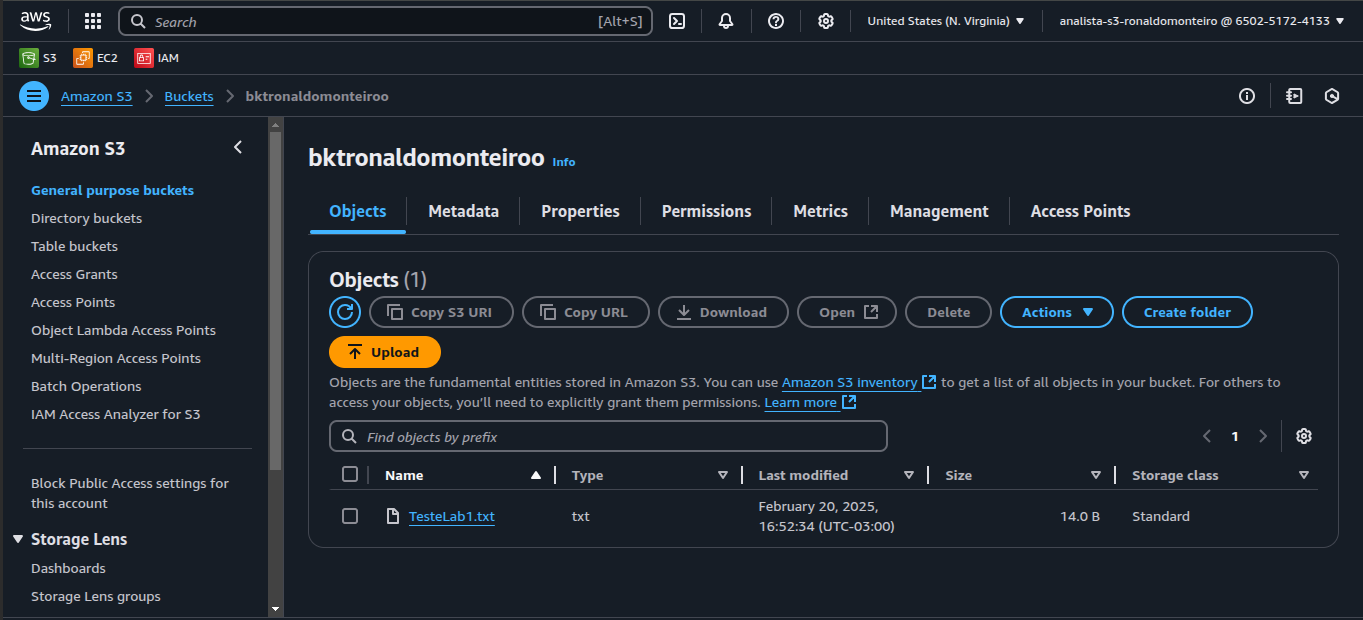 aws
Search [Alt+S] United States (N. Virginia) analista-s3-ronaldomonteiro @ 6502-5172-4133
S3 EC2 IAM
Amazon S3 Buckets bktronaldomonteiroo
Amazon S3
General purpose buckets
Directory buckets
Table buckets
Access Grants
Access Points
Object Lambda Access Points
Multi-Region Access Points
Batch Operations
IAM Access Analyzer for S3
Block Public Access settings for
this account
Storage Lens
Dashboards
Storage Lens groups
bktronaldomonteiroo Info
Objects Metadata Properties Permissions Metrics Management Access Points
Objects (1)
Copy S3 URI Copy URL Download Open Delete Actions Create folder
Upload
Objects are the fundamental entities stored in Amazon S3. You can use Amazon S3 inventory to get a list of all objects in your bucket. For others to
access your objects, you'll need to explicitly grant them permissions. Learn more
Find objects by prefix 1
Name Type Last modified Size Storage class
TesteLab1.txt txt February 20, 2025, 14.0 B Standard
16:52:34 (UTC-03:00)